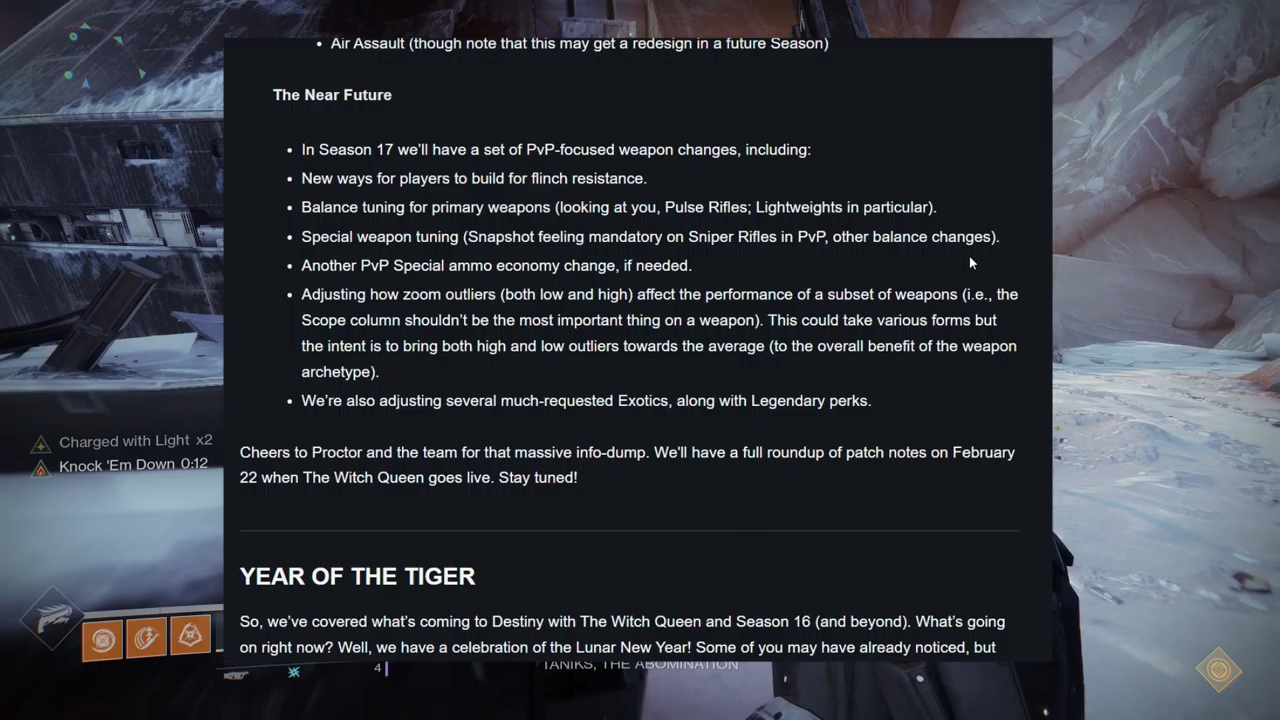 Air Assault (though note that this may get a redesign in a future Season)
The Near Future
In Season 17 we'll have a set of PvP-focused weapon changes, including:
New ways for players to build for flinch resistance.
Balance tuning for primary weapons (looking at you, Pulse Rifles; Lightweights in particular).
Special weapon tuning (Snapshot feeling mandatory on Sniper Rifles in PvP, other balance changes).
Another PvP Special ammo economy change, if needed.
Adjusting how zoom outliers (both low and high) affect the performance of a subset of weapons (i.e., the
Scope column shouldn't be the most important thing on a weapon). This could take various forms but
the intent is to bring both high and low outliers towards the average (to the overall benefit of the weapon
archetype).
We're also adjusting several much-requested Exotics, along with Legendary perks.
Charged with Light x2
Knock 'Em Down 0:12
Cheers to Proctor and the team for that massive info-dump. We'll have a full roundup of patch notes on February
22 when The Witch Queen goes live. Stay tuned!
YEAR OF THE TIGER
So, we've covered what's coming to Destiny with The Witch Queen and Season 16 (and beyond). What's going
on right now? Well, we have a celebration of the Lunar New Year! Some of you may have already noticed, but
4
TANIKS, THE ABOMINATION